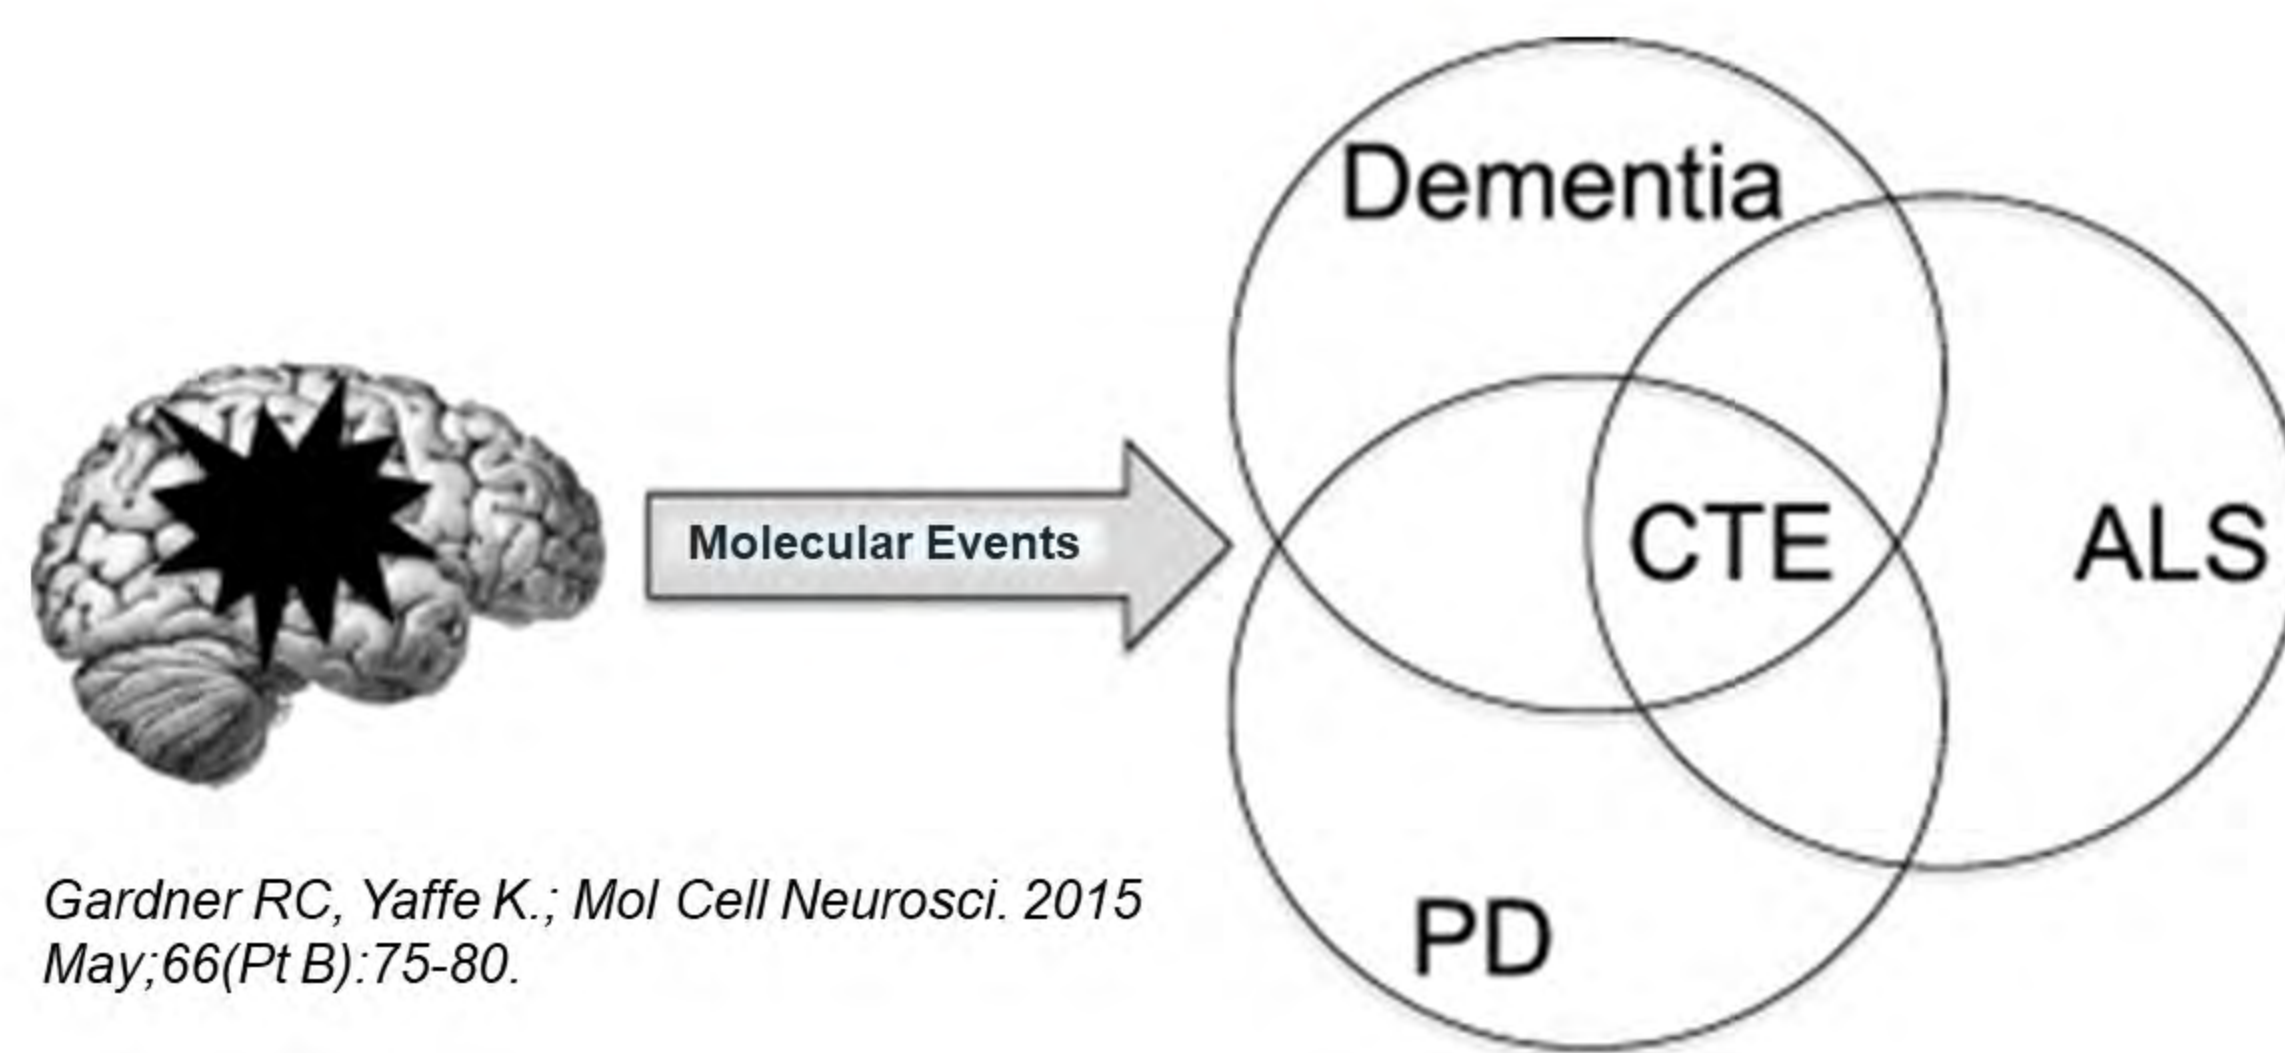 Dementia
Molecular Events
CTE
ALS
PD
Gardner RC, Yaffe K.; Mol Cell Neurosci. 2015
May;66(Pt B):75-80.